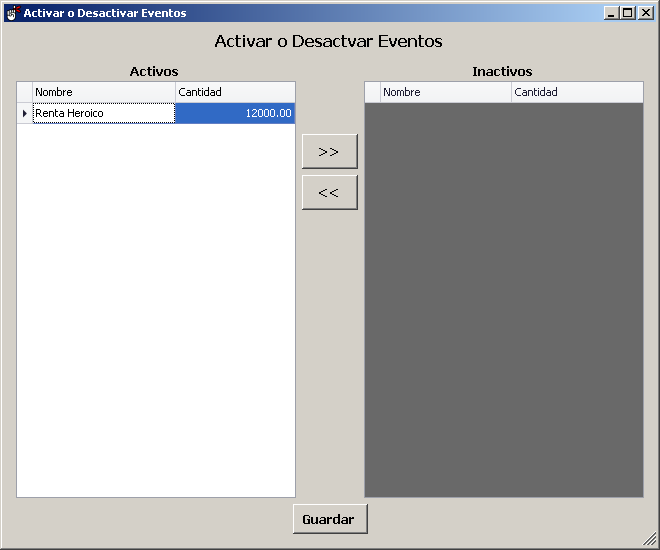 Activar o Desactivar Eventos
Activar o Desactvar Eventos
Activos
Inactivos
Nombre Cantidad
Renta Heroico 12000.00
Nombre Cantidad
>>
<<
Guardar